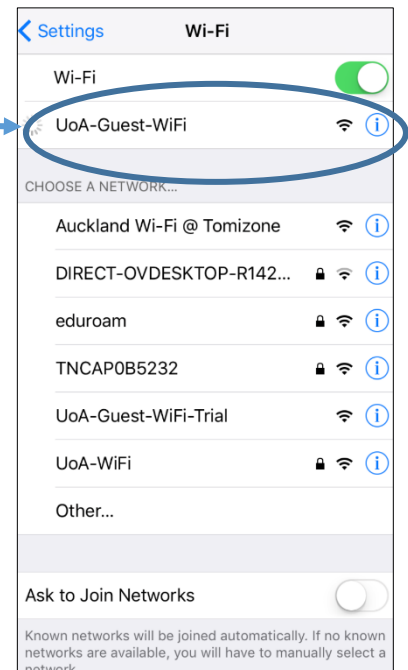 Settings Wi-Fi
Wi-Fi
UoA-Guest-WiFi
CHOOSE A NETWORK...
Auckland Wi-Fi @ Tomizone
DIRECT-OVDESKTOP-R142...
eduroam
TNCAP0B5232
UoA-Guest-WiFi-Trial
UoA-WiFi
Other...
Ask to Join Networks
Known networks will be joined automatically. If no known
networks are available, you will have to manually select a
network.